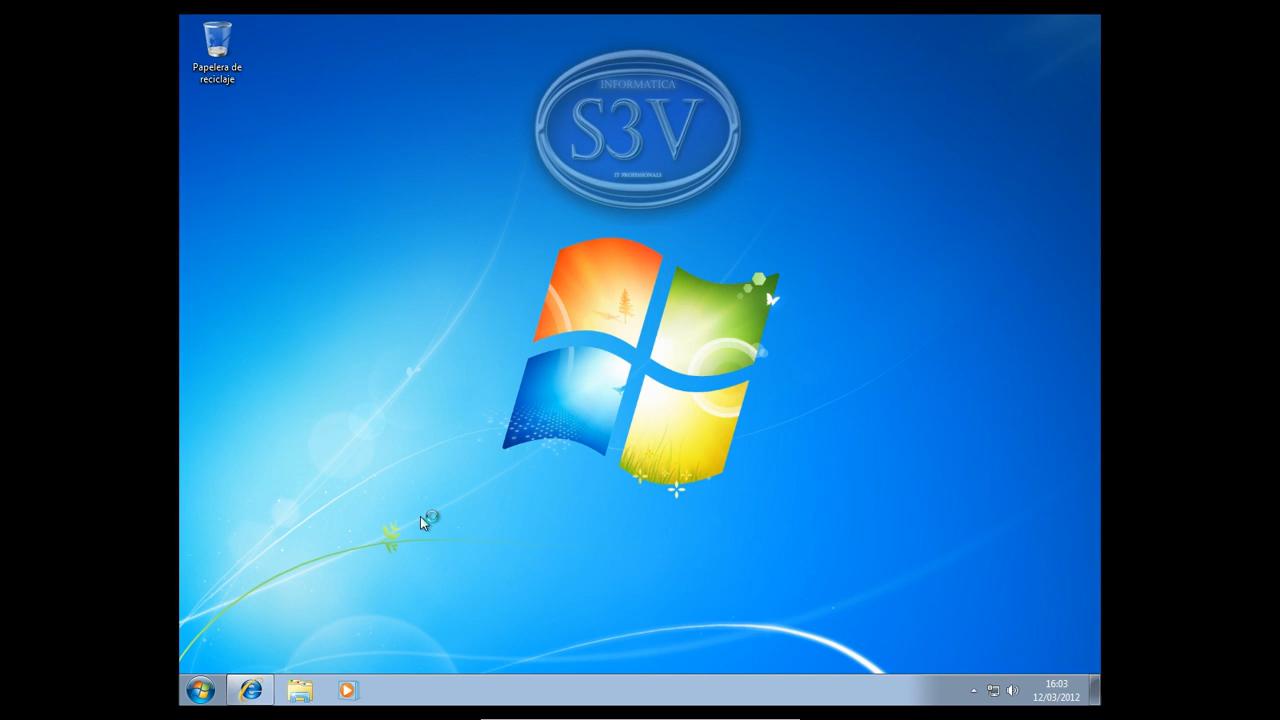 Papelera de
reciclaje
INFORMATICA
S3V
IT PROFESSIONALS
16:03
12/03/2012